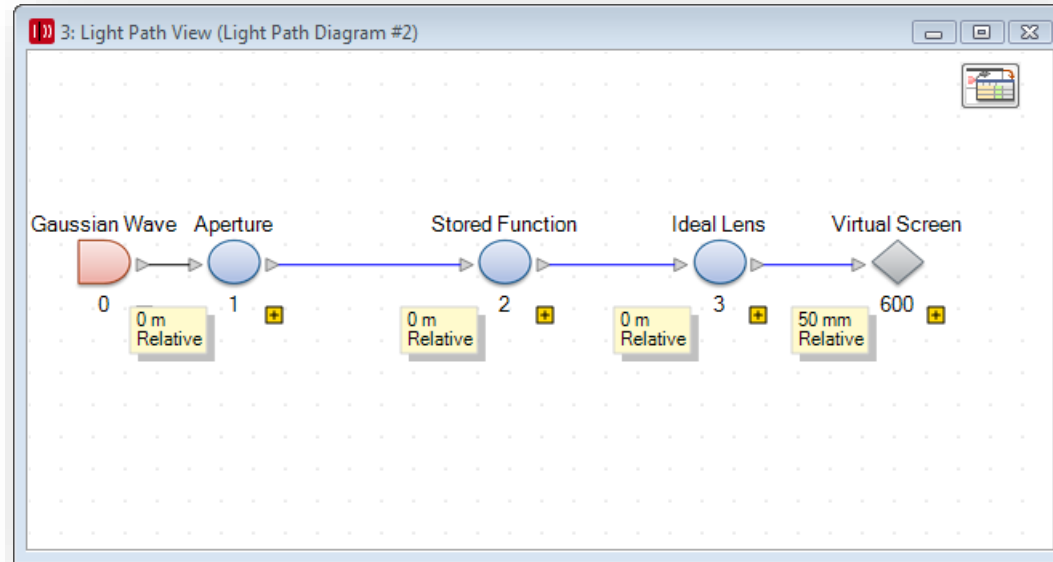 3: Light Path View (Light Path Diagram #2)
Gaussian Wave Aperture Stored Function Ideal Lens Virtual Screen
0 1 2 3 600
0 m 0 m 0 m 50 mm
Relative Relative Relative Relative